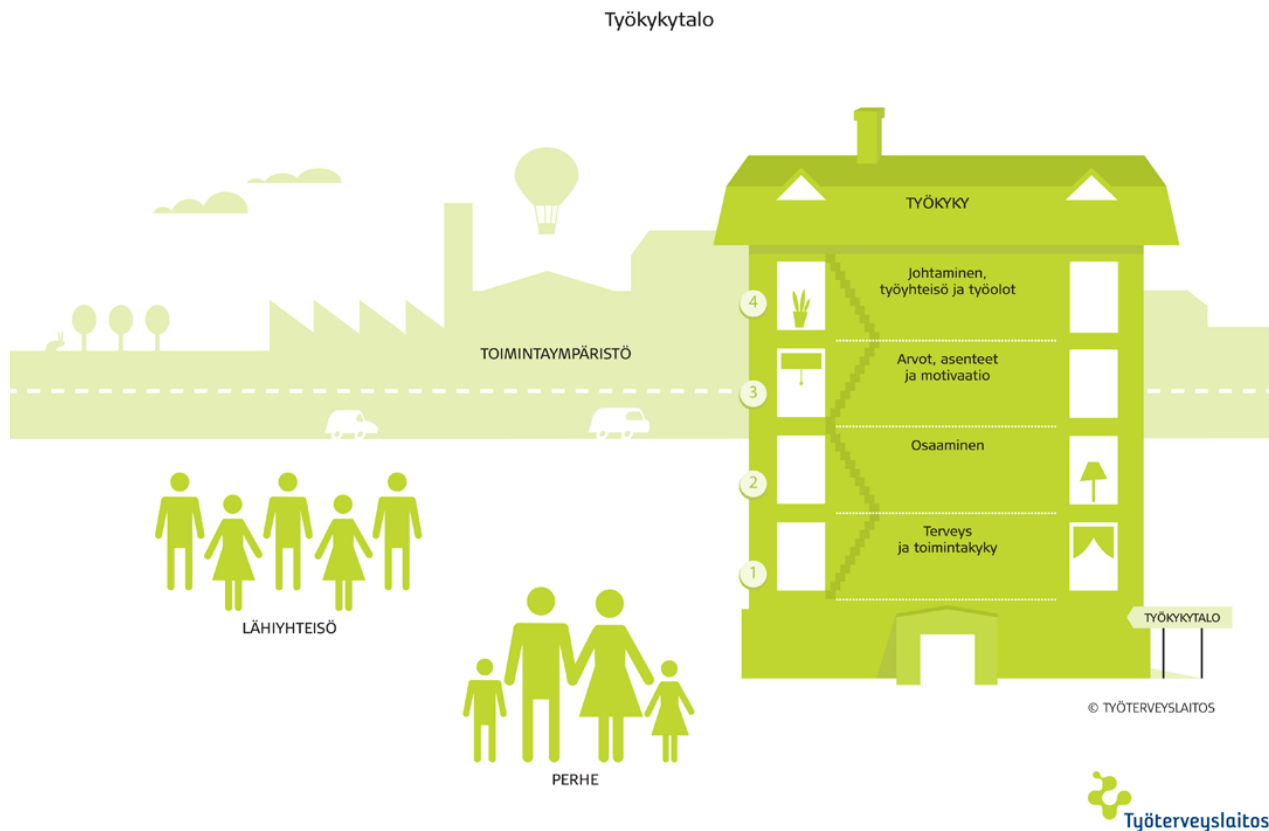 Työkykytalo
TYÖKYKY
4
Johtaminen,
työyhteisö ja työolot
TOIMINTAYMPÄRISTÖ
3
Arvot, asenteet
ja motivaatio
2
Osaaminen
1
Terveys
ja toimintakyky
LÄHIYHTEISÖ
TYÖKYKYTALO
PERHE
© TYÖTERVEYSLAITOS
Työterveyslaitos